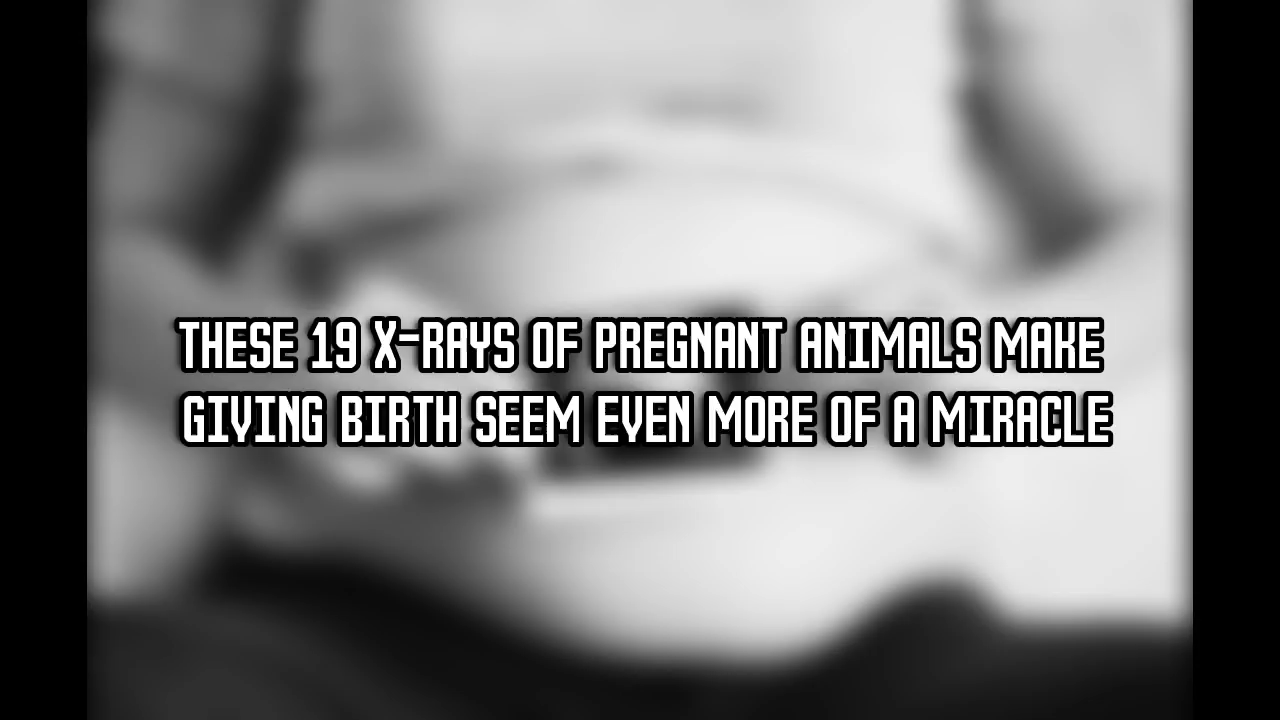 THESE 19 X-RAYS OF PREGNANT ANIMALS MAKE
GIVING BIRTH SEEM EVEN MORE OF A MIRACLE